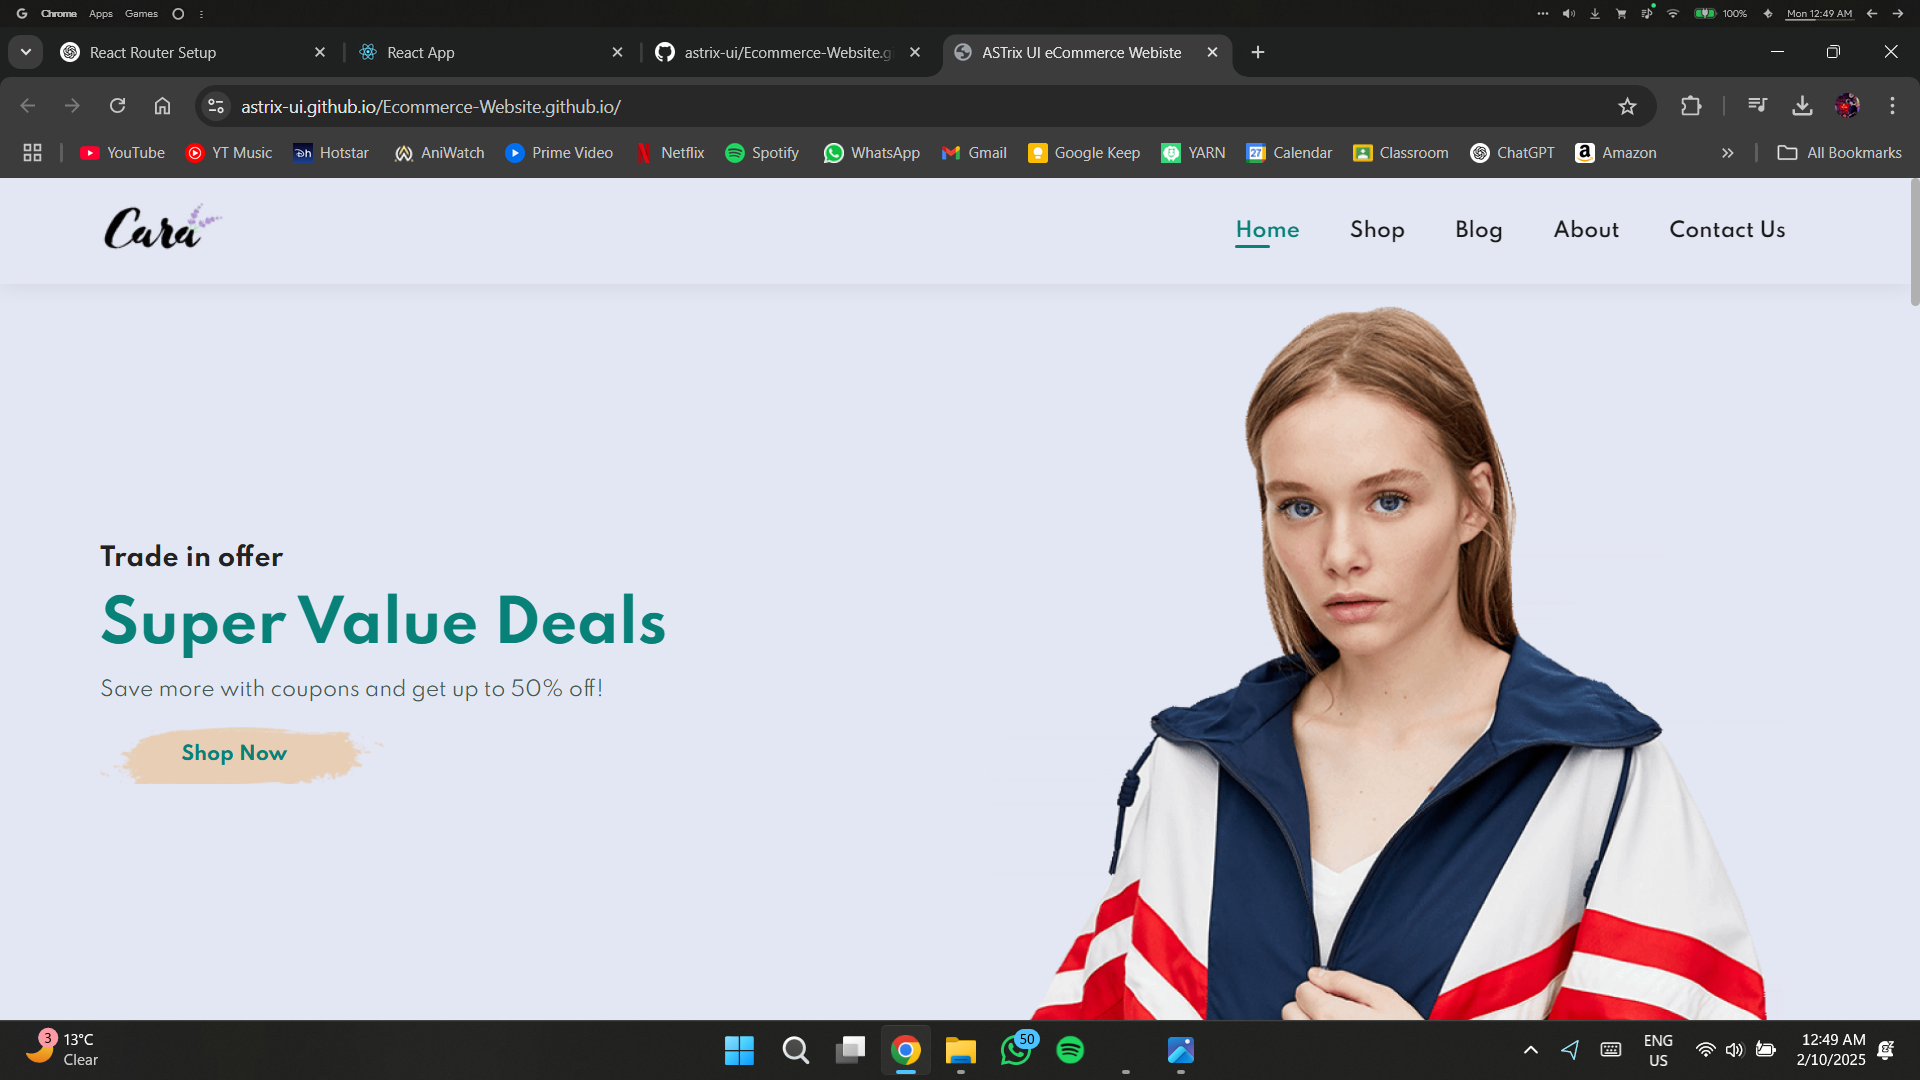 Chrome Apps Games
100% Mon 12:49 AM
React Router Setup
React App
astrix-ui/Ecommerce-Website.g
ASTrix UI eCommerce Webiste
astrix-ui.github.io/Ecommerce-Website.github.io/
YouTube YT Music Hotstar AniWatch Prime Video Netflix Spotify WhatsApp Gmail Google Keep YARN Calendar Classroom ChatGPT Amazon » All Bookmarks
Cara
Home Shop Blog About Contact Us
Trade in offer
Super Value Deals
Save more with coupons and get up to 50% off!
Shop Now
3 13°C
Clear
50
ENG
US
12:49 AM
2/10/2025